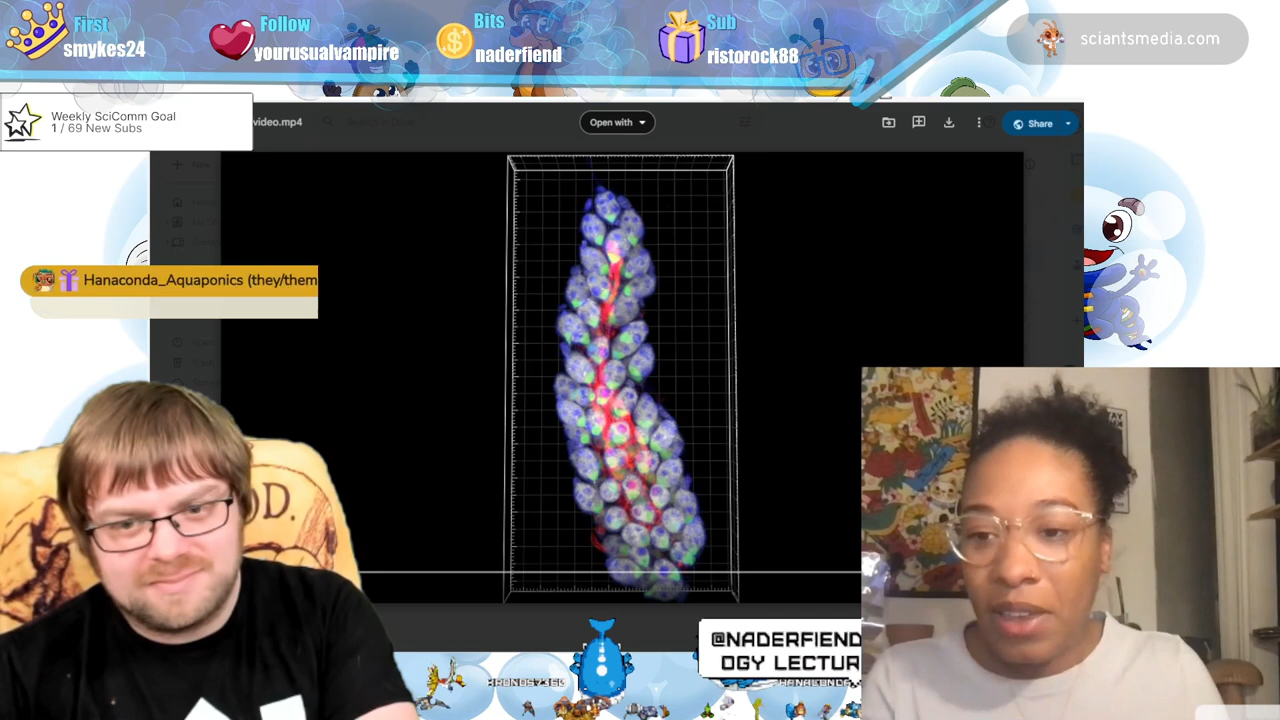 First
smykes24
Follow
yourusualvampire
Bits
naderfiend
Sub
ristorock88
sciantsmedia.com
Weekly SciComm Goal
1 / 69 New Subs
video.mp4
Open with
Share
Hanaconda_Aquaponics (they/them
OD.
@NADERFIEND
OGY LECTUR